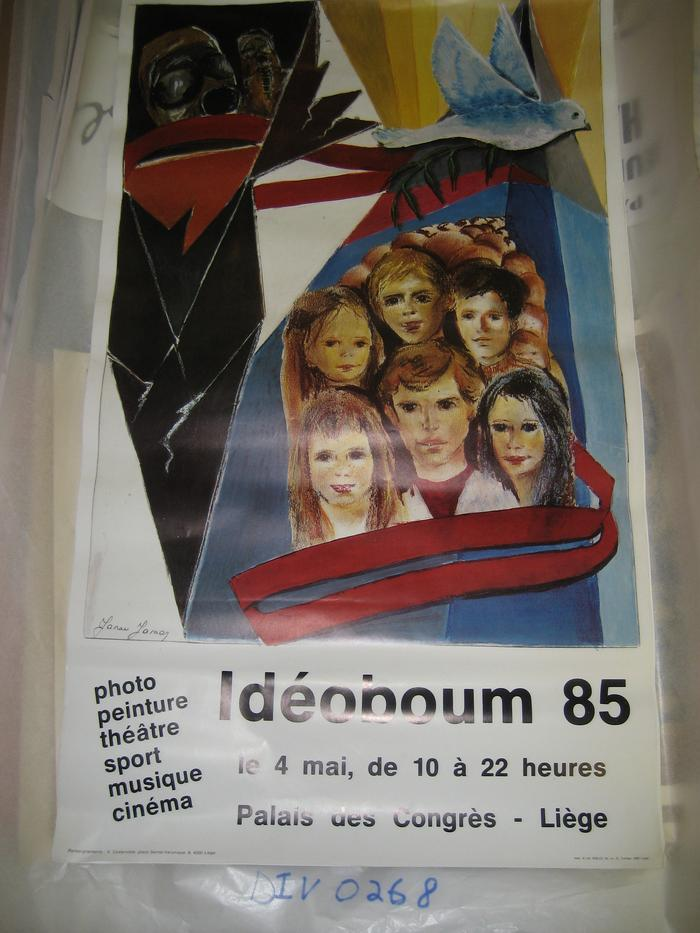 photo
peinture
théâtre
sport
musique
cinéma
Idéoboum 85
le 4 mai, de 10 à 22 heures
Palais des Congrès - Liège
DIV 0268